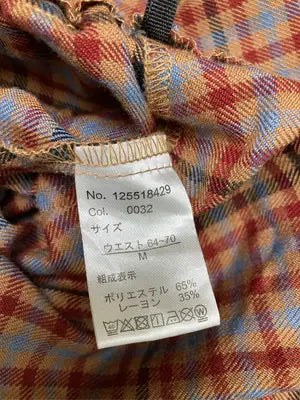 No. 125518429
Col. 0032
サイズ
ウエスト 64-70
M
組成表示
ポリエステル 65%
レーヨン 35%